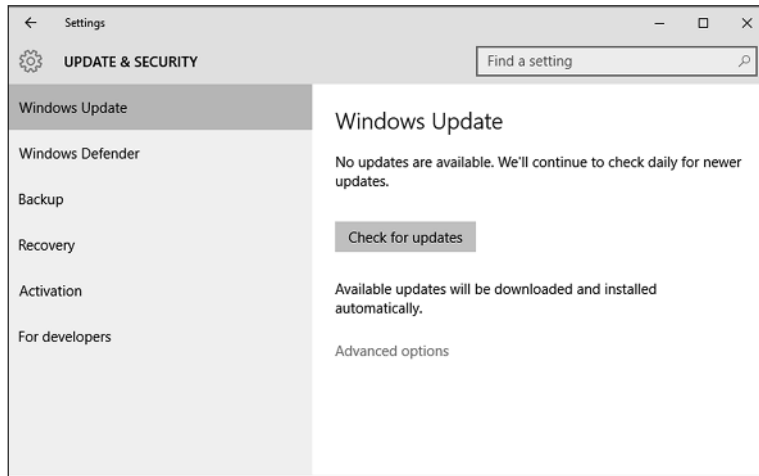 Settings
UPDATE & SECURITY
Find a setting
Windows Update
Windows Defender
Backup
Recovery
Activation
For developers
Windows Update
No updates are available. We'll continue to check daily for newer
updates.
Check for updates
Available updates will be downloaded and installed
automatically.
Advanced options